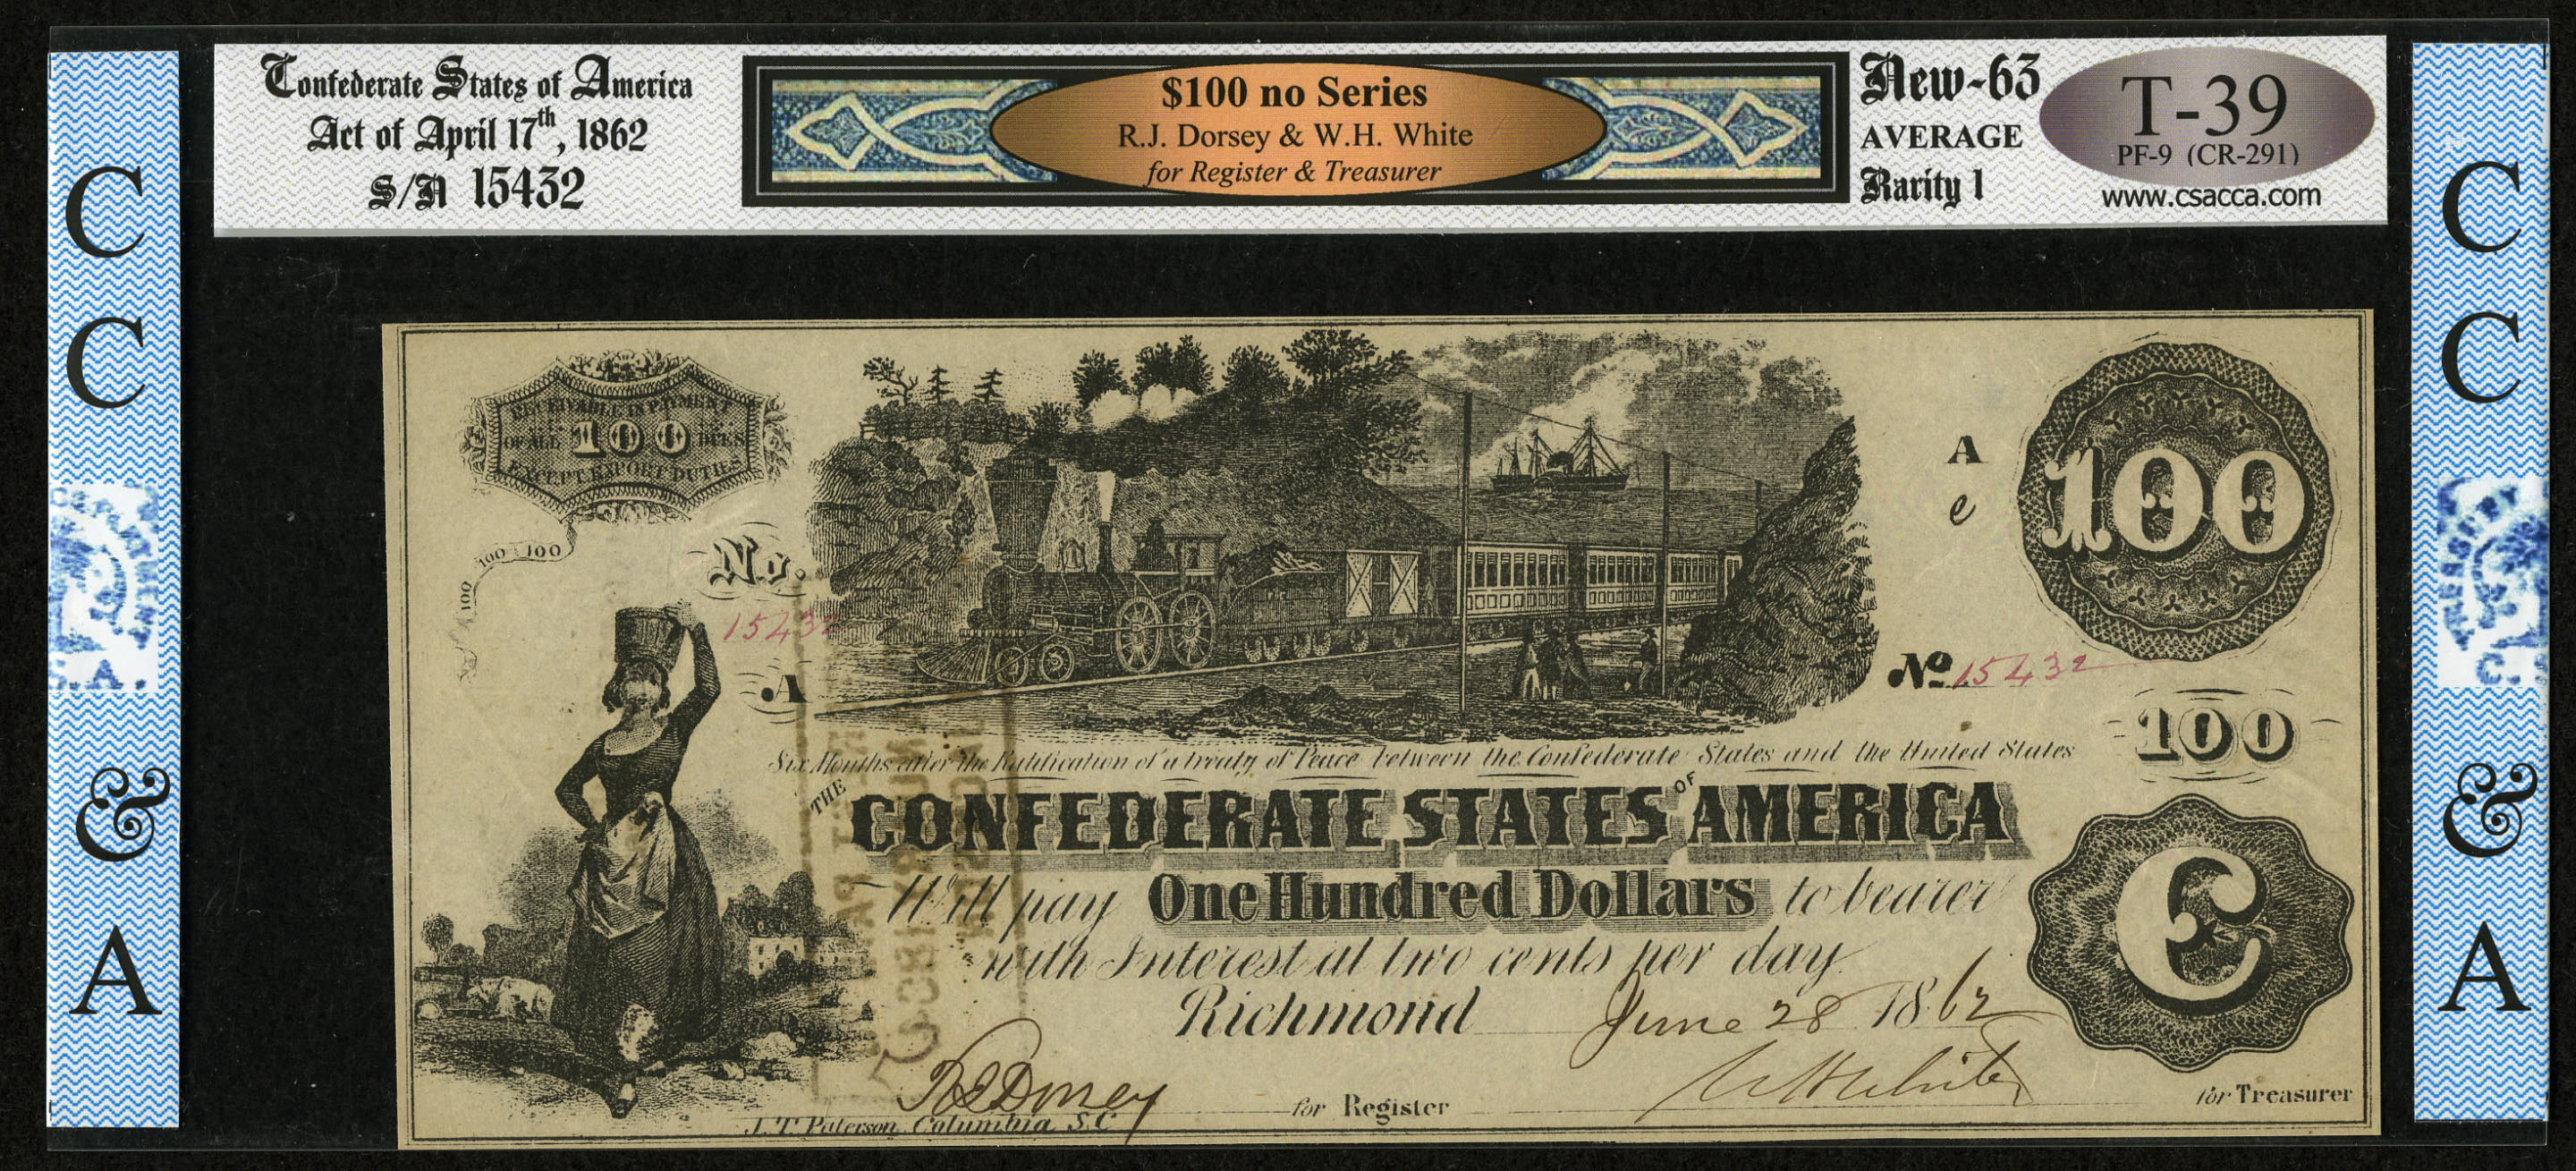 Confederate States of America
Act of April 17th, 1862
S/N 15432
$100 no Series
R.J. Dorsey & W.H. White
for Register & Treasurer
New-63
AVERAGE
Rarity 1
T-39
PF-9 (CR-291)
www.csacca.com
C
C
&
A
C
C
&
A
RECEIVABLE IN PAYMENT
OF ALL 100 DUES
EXCEPT EXPORT DUTIES
100 100 100
No.
15432
.A
A
e
100
No 15432
100
Six Months after the Ratification of a treaty of Peace between the Confederate States and the United States
THE CONFEDERATE STATES OF AMERICA
Will pay One Hundred Dollars to bearer
with Interest at two cents per day.
Richmond June 28 1862
C
R J Dorsey for Register
W H White for Treasurer
J. T. Paterson Columbia S.C